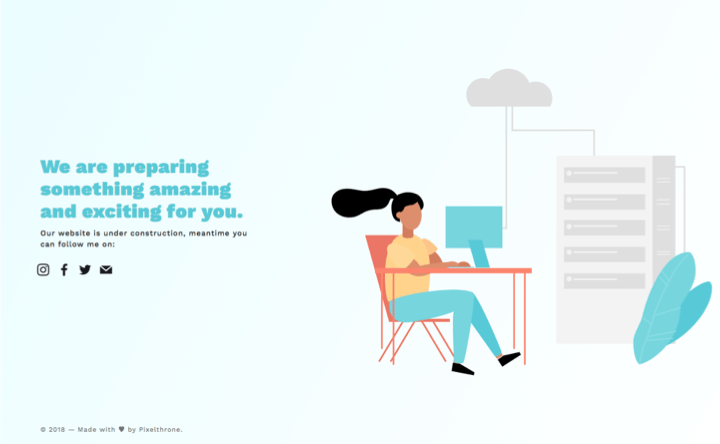 We are preparing
something amazing
and exciting for you.
Our website is under construction, meantime you
can follow me on:
© 2018 — Made with ♥ by Pixelthrone.